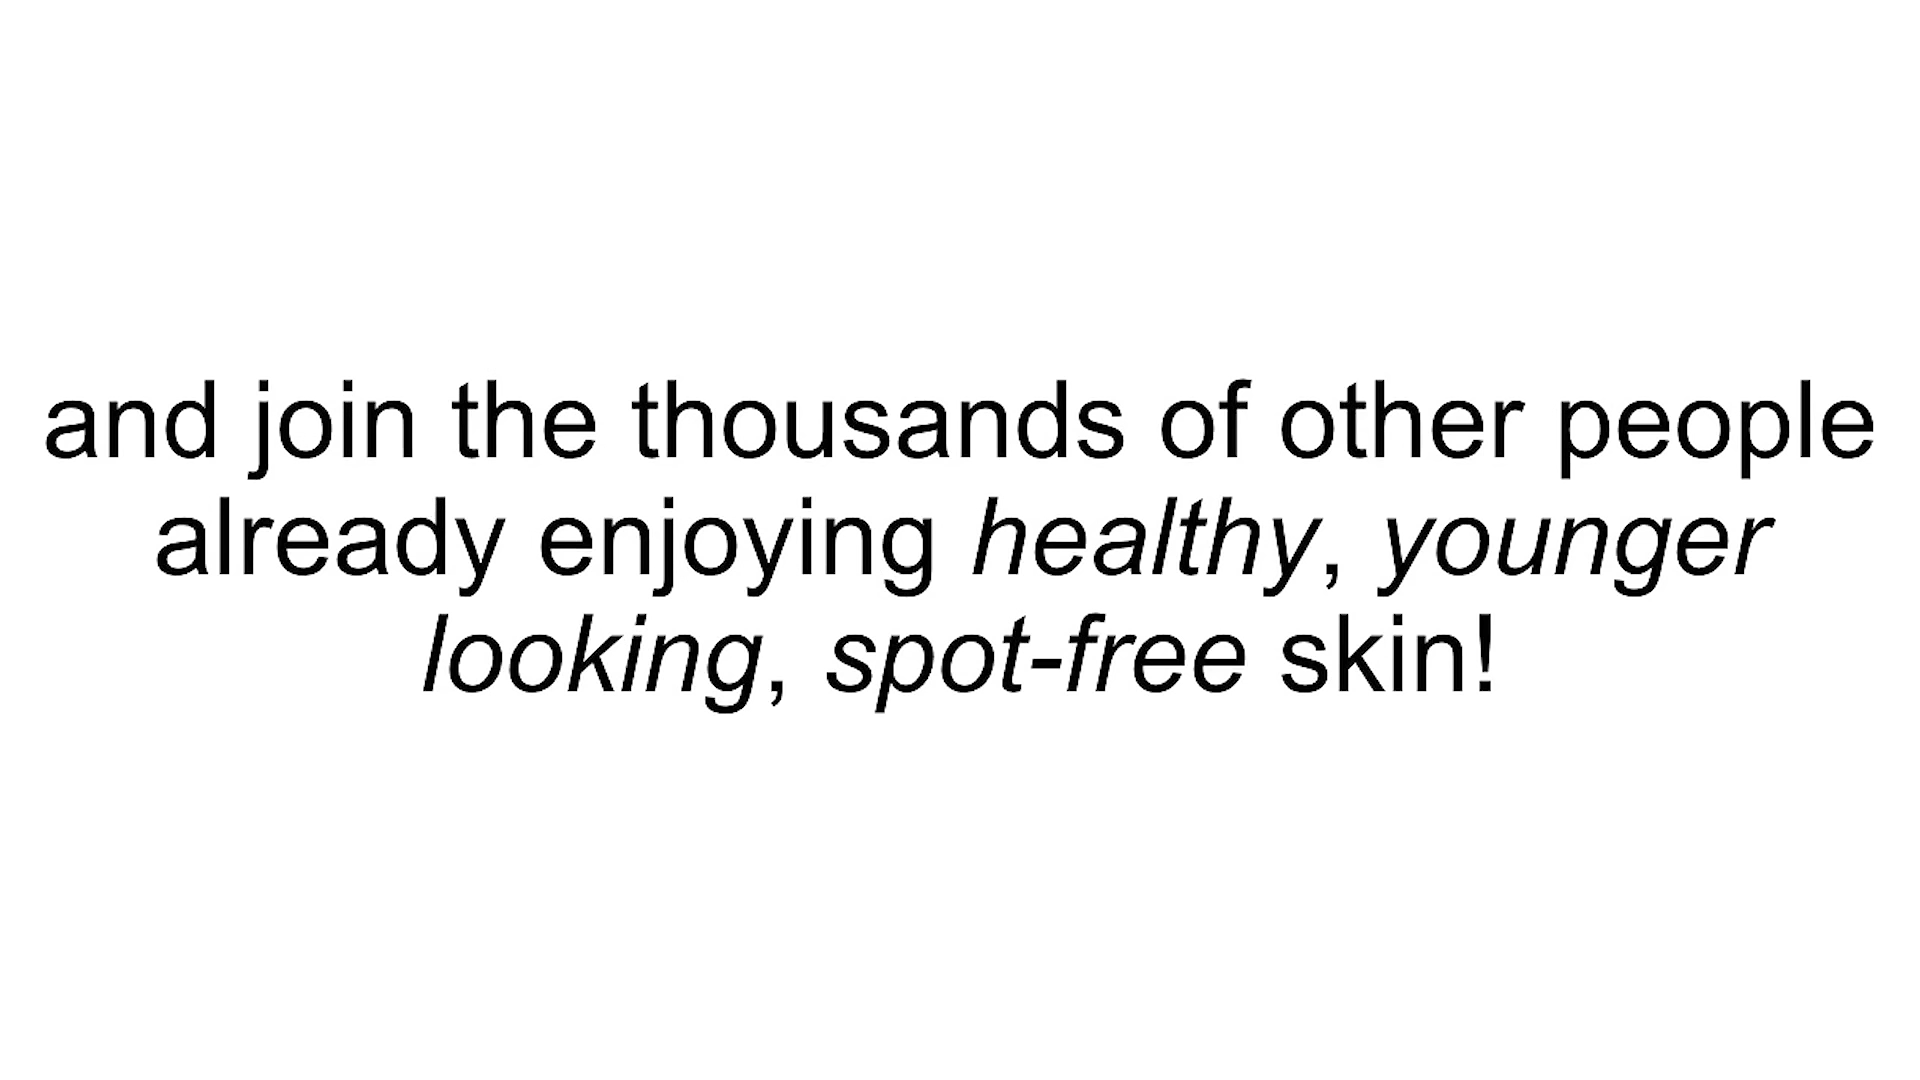 and join the thousands of other people
already enjoying healthy, younger
looking, spot-free skin!